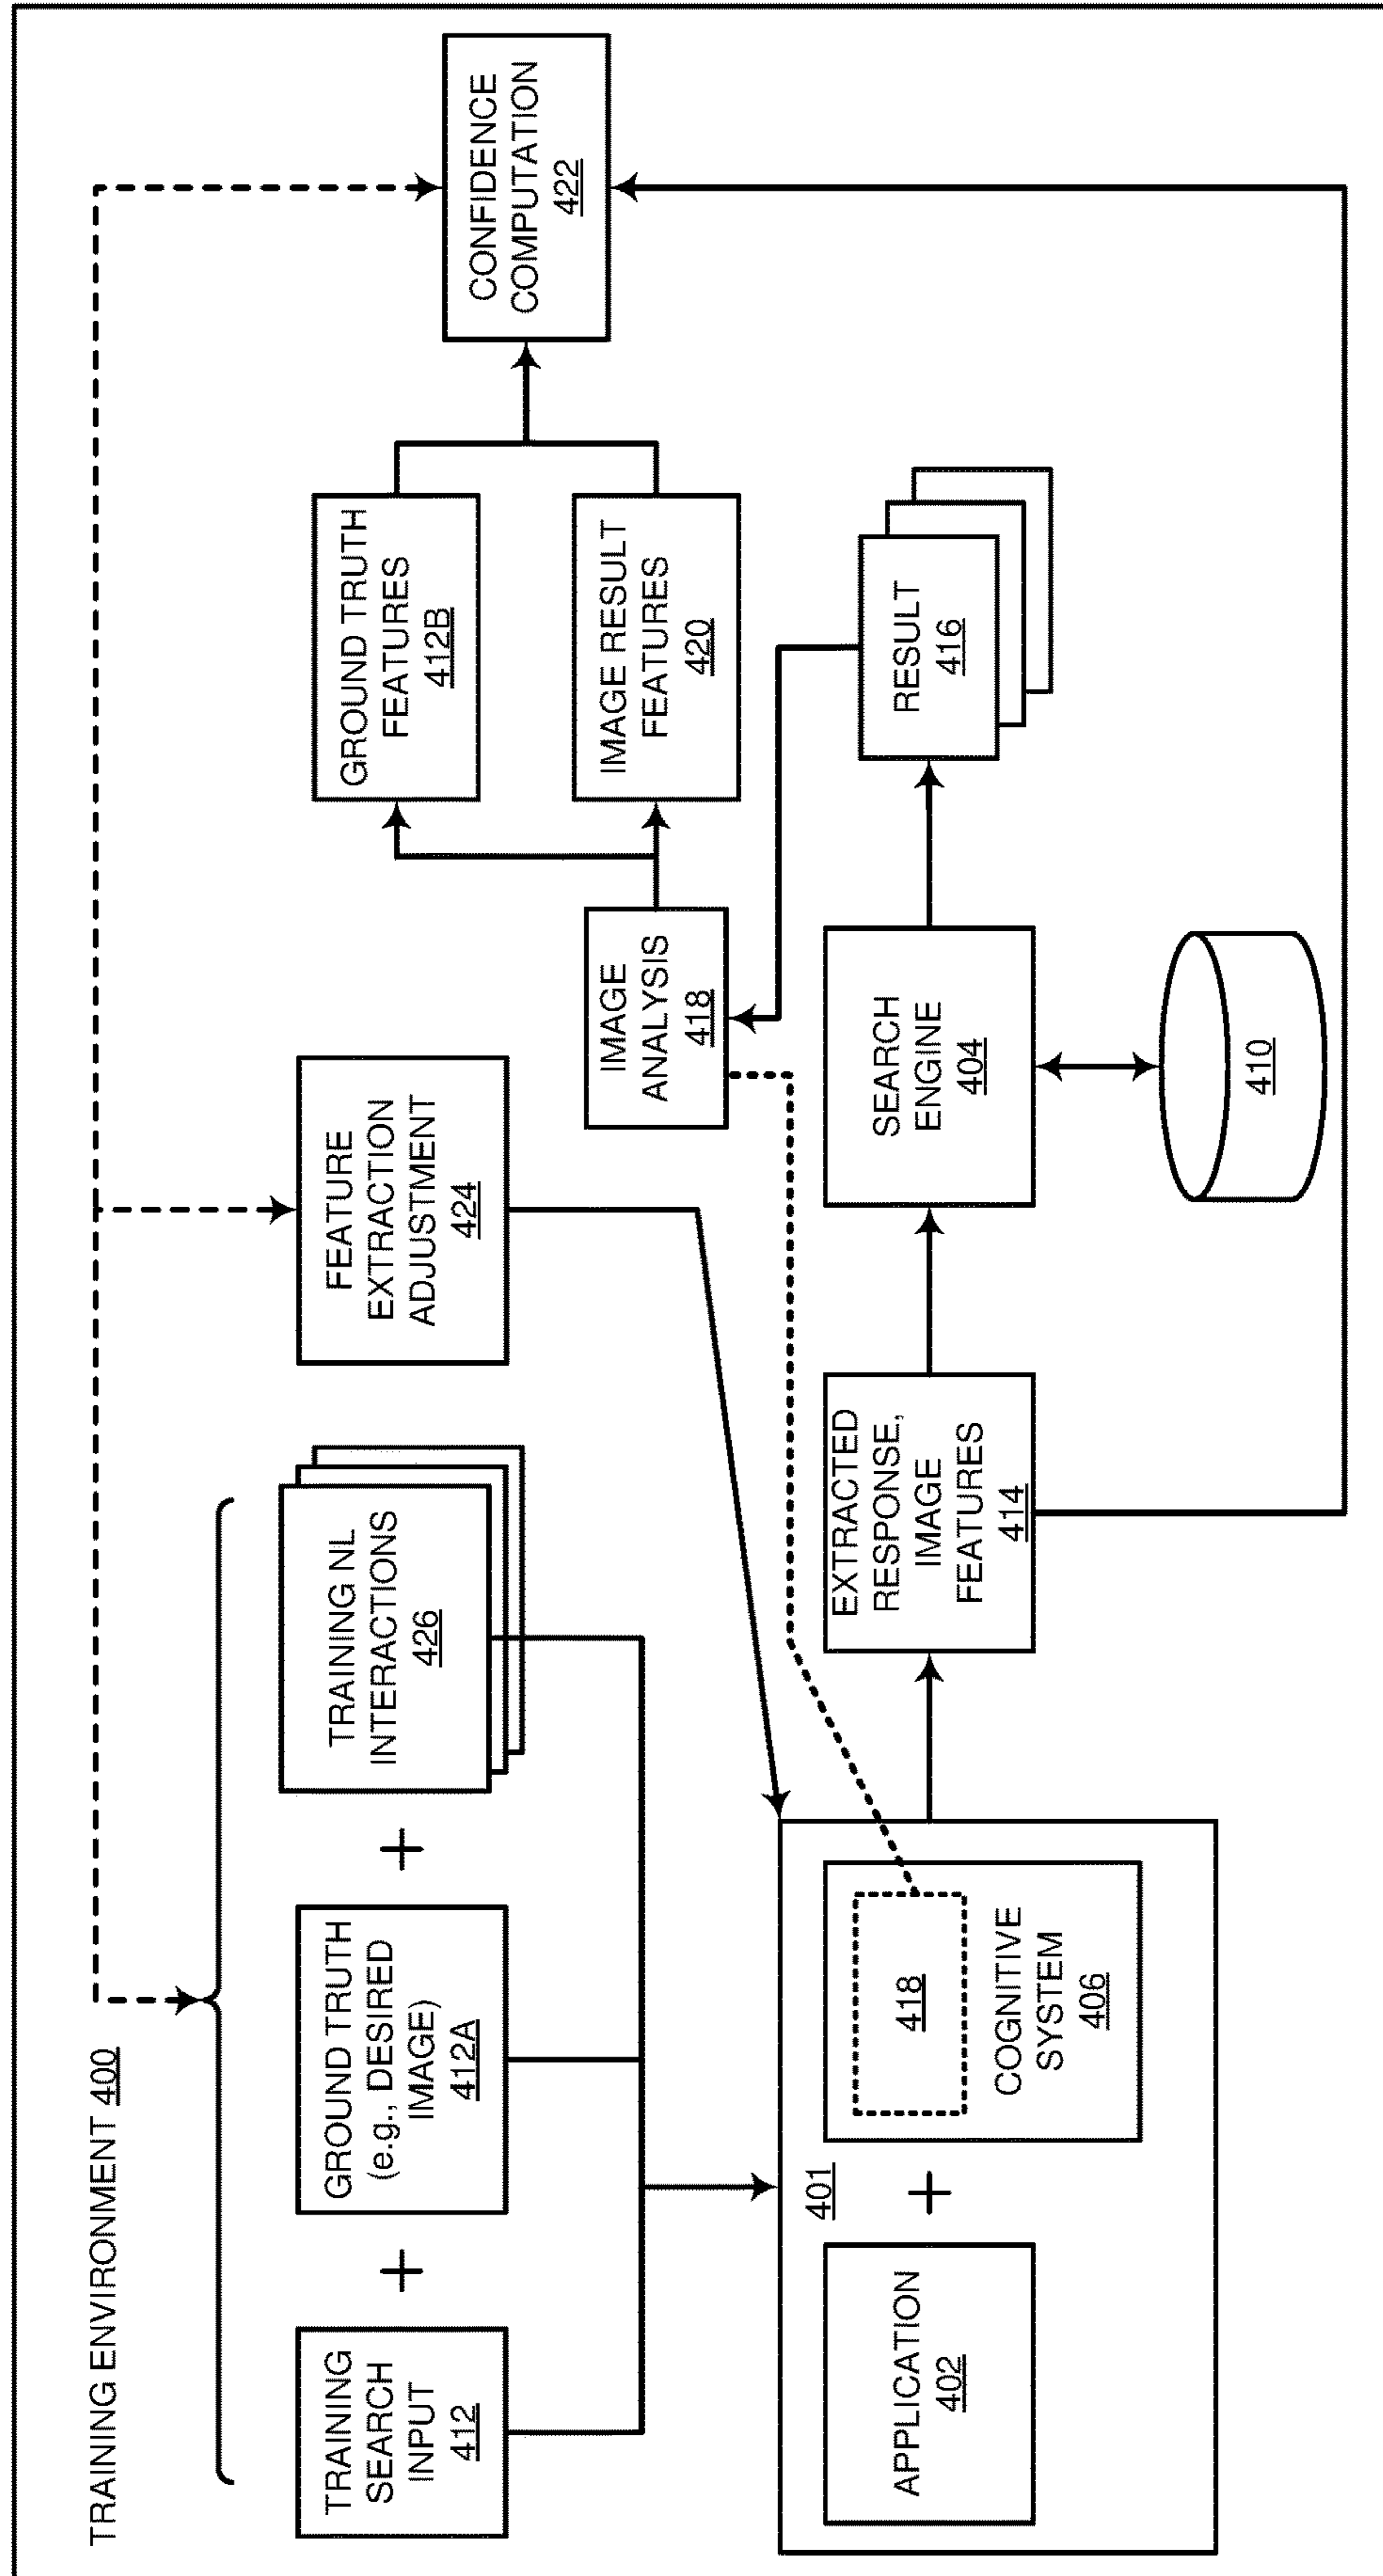 TRAINING ENVIRONMENT 400
TRAINING
SEARCH
INPUT
412
+
GROUND TRUTH
(e.g., DESIRED
IMAGE)
412A
+
TRAINING NL
INTERACTIONS
426
FEATURE
EXTRACTION
ADJUSTMENT
424
GROUND TRUTH
FEATURES
412B
CONFIDENCE
COMPUTATION
422
IMAGE
ANALYSIS
418
IMAGE RESULT
FEATURES
420
401
APPLICATION
402
+
418
COGNITIVE
SYSTEM
406
EXTRACTED
RESPONSE,
IMAGE
FEATURES
414
SEARCH
ENGINE
404
RESULT
416
410